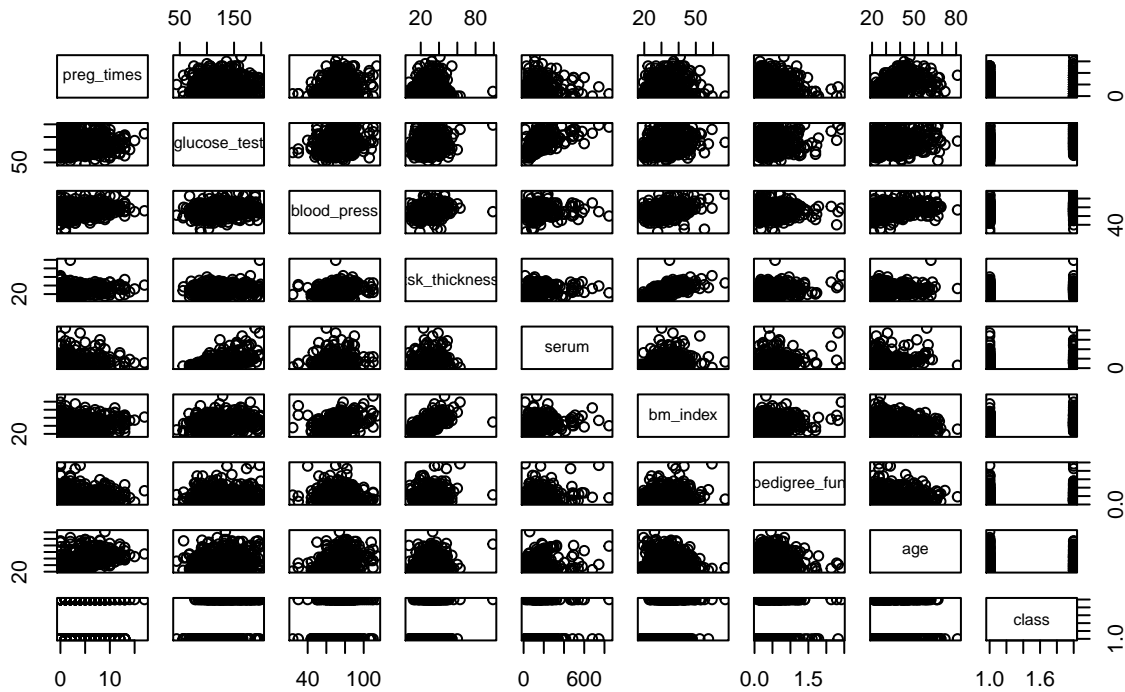 50 150 20 80 20 50 20 50 80
preg_times 0
50 glucose_test
blood_press 40
20 sk_thickness
serum 0
20 bm_index
pedigree_fun 0.0
20 age
class 1.0
0 10 40 100 0 600 0.0 1.5 1.0 1.6